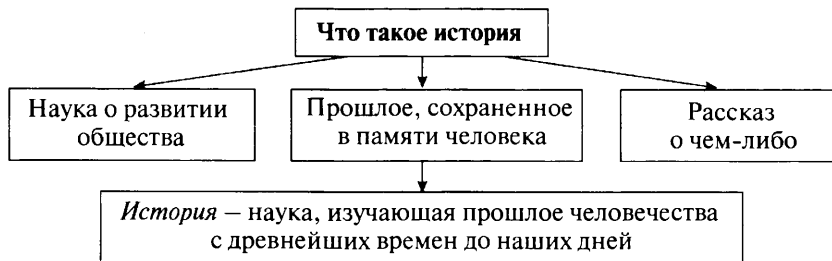 Что такое история
Наука о развитии
общества
Прошлое, сохраненное
в памяти человека
Рассказ
о чем-либо
История – наука, изучающая прошлое человечества
с древнейших времен до наших дней